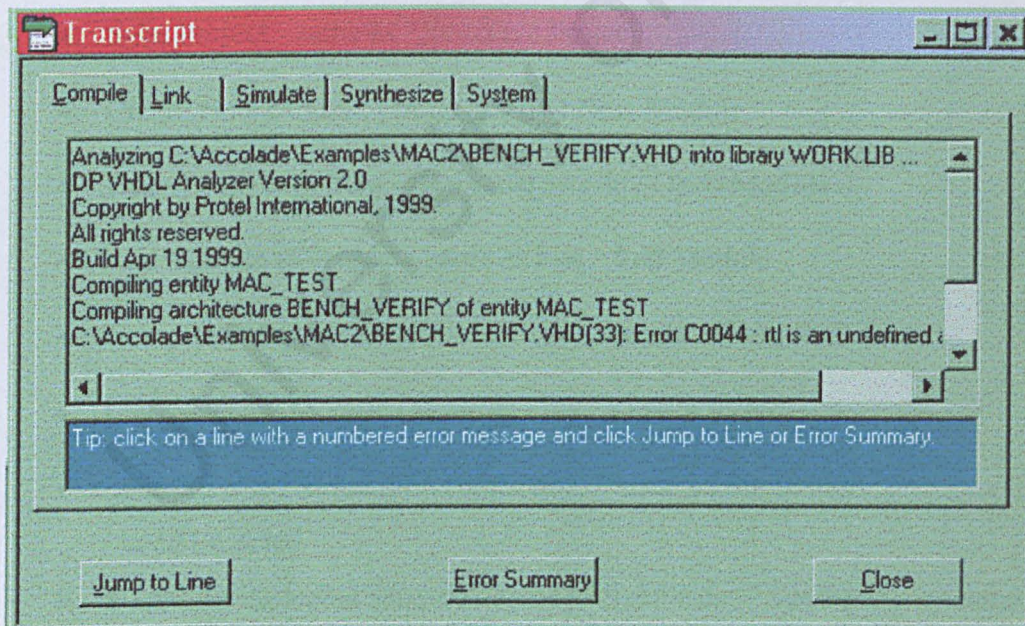 Transcript
Compile Link Simulate Synthesize System
Analyzing C:\Accolade\Examples\MAC2\BENCH_VERIFY.VHD into library WORK.LIB ...
DP VHDL Analyzer Version 2.0
Copyright by Protel International, 1999.
All rights reserved.
Build Apr 19 1999.
Compiling entity MAC_TEST
Compiling architecture BENCH_VERIFY of entity MAC_TEST
C:\Accolade\Examples\MAC2\BENCH_VERIFY.VHD(33): Error C0044 : rtl is an undefined
Tip: click on a line with a numbered error message and click Jump to Line or Error Summary.
Jump to Line Error Summary Close